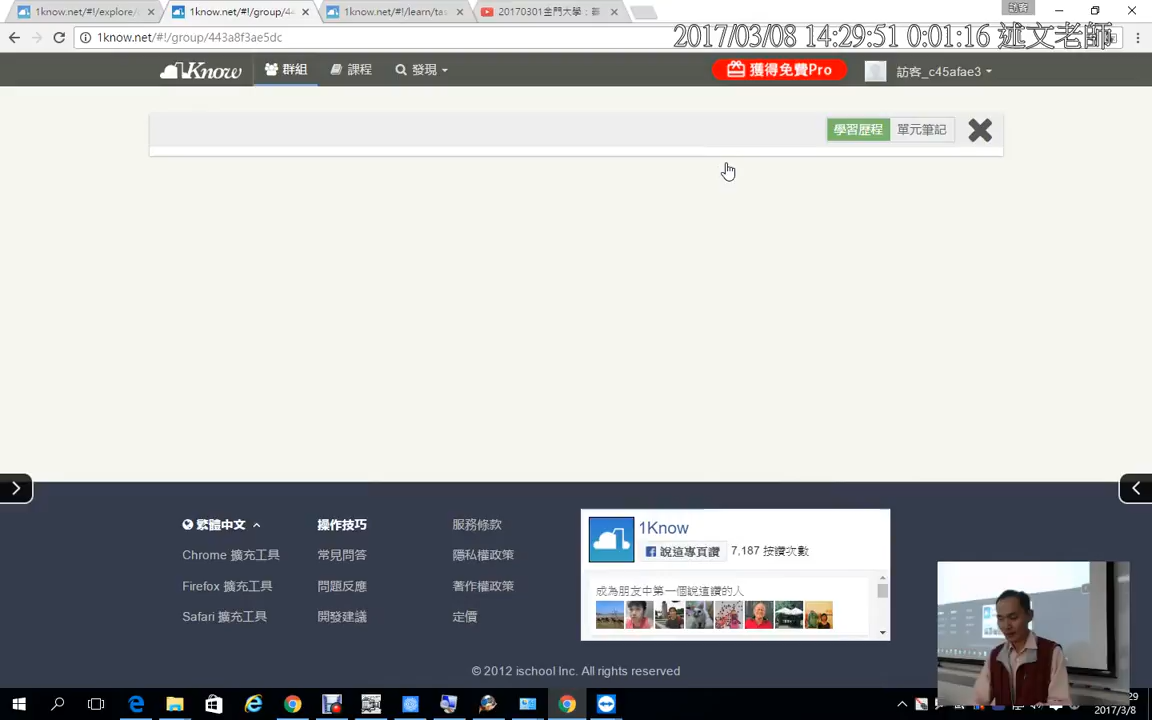 1know.net/#!/explore/
1know.net/#!/group/44
1know.net/#!/learn/tas
20170301金門大學：鄒
訪客
1know.net/#!/group/443a8f3ae5dc
2017/03/08 14:29:51 0:01:16 述文老師
1Know
群組
課程
發現
獲得免費Pro
訪客_c45afae3
學習歷程
單元筆記
繁體中文
操作技巧
服務條款
1Know
說這專頁讚
7,187 按讚次數
Chrome 擴充工具
常見問答
隱私權政策
成為朋友中第一個說這讚的人
Firefox 擴充工具
問題反應
著作權政策
Safari 擴充工具
開發建議
定價
© 2012 ischool Inc. All rights reserved
2017/3/8